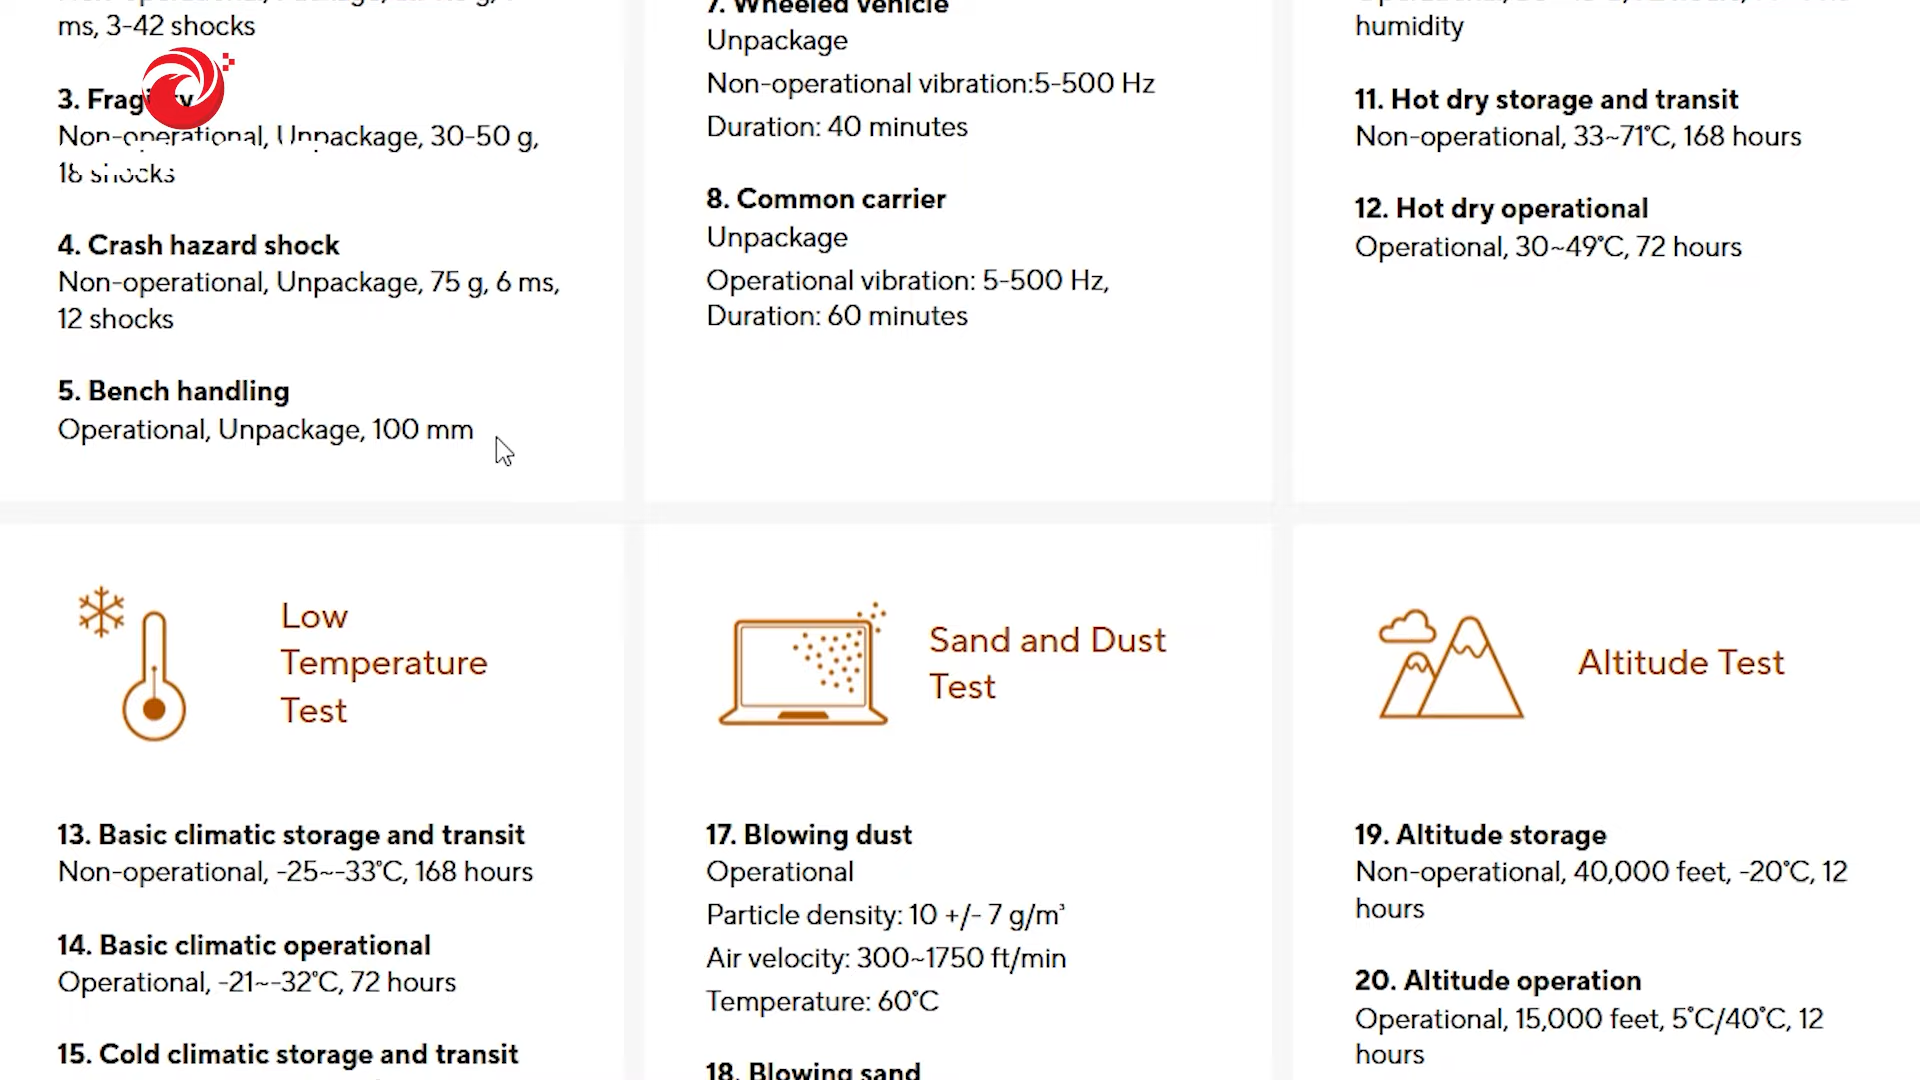 ms, 3-42 shocks
Non-operational, Unpackage, 30-50 g,
18 shocks
4. Crash hazard shock
Non-operational, Unpackage, 75 g, 6 ms,
12 shocks
5. Bench handling
Operational, Unpackage, 100 mm
7. Wheeled vehicle
Unpackage
Non-operational vibration:5-500 Hz
Duration: 40 minutes
8. Common carrier
Unpackage
Operational vibration: 5-500 Hz,
Duration: 60 minutes
humidity
11. Hot dry storage and transit
Non-operational, 33~71°C, 168 hours
12. Hot dry operational
Operational, 30~49°C, 72 hours
Low
Temperature
Test
13. Basic climatic storage and transit
Non-operational, -25~-33°C, 168 hours
14. Basic climatic operational
Operational, -21~-32°C, 72 hours
15. Cold climatic storage and transit
Sand and Dust
Test
17. Blowing dust
Operational
Particle density: 10 +/- 7 g/m³
Air velocity: 300~1750 ft/min
Temperature: 60°C
18. Blowing sand
Altitude Test
19. Altitude storage
Non-operational, 40,000 feet, -20°C, 12
hours
20. Altitude operation
Operational, 15,000 feet, 5°C/40°C, 12
hours